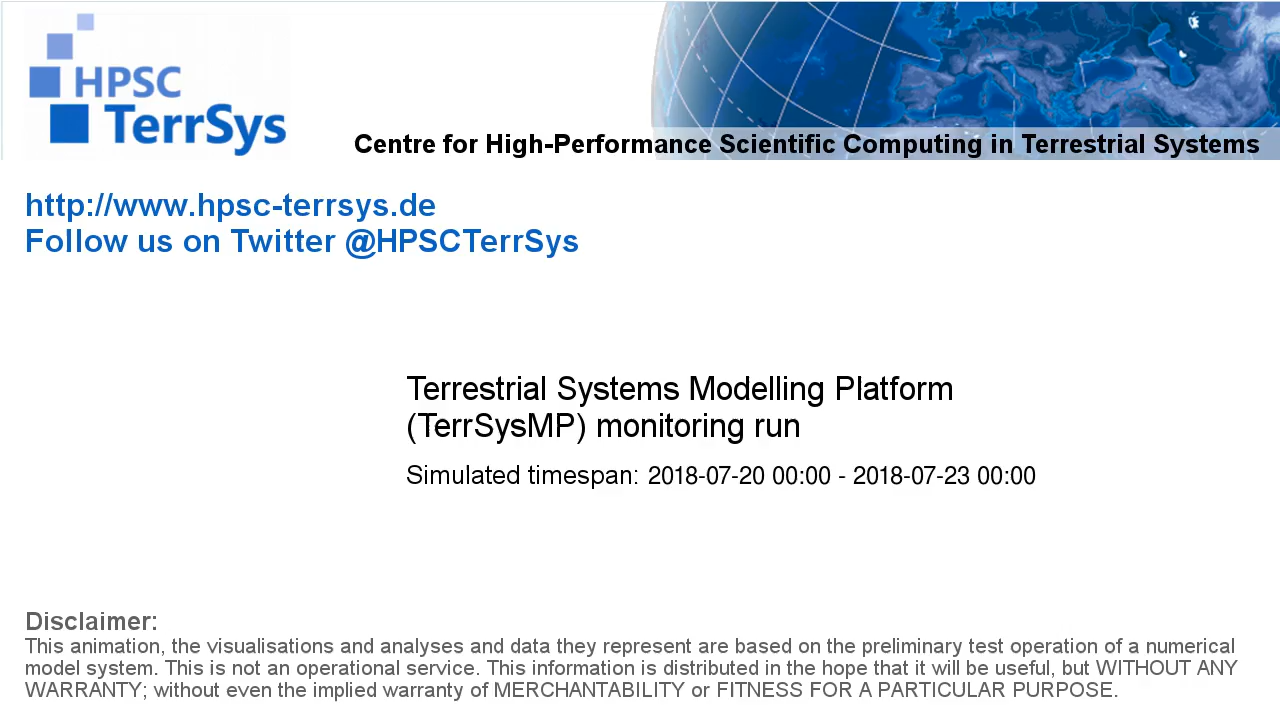 HPSC
TerrSys
Centre for High-Performance Scientific Computing in Terrestrial Systems
http://www.hpsc-terrsys.de
Follow us on Twitter @HPSCTerrSys
Terrestrial Systems Modelling Platform
(TerrSysMP) monitoring run
Simulated timespan: 2018-07-20 00:00 - 2018-07-23 00:00
Disclaimer:
This animation, the visualisations and analyses and data they represent are based on the preliminary test operation of a numerical
model system. This is not an operational service. This information is distributed in the hope that it will be useful, but WITHOUT ANY
WARRANTY; without even the implied warranty of MERCHANTABILITY or FITNESS FOR A PARTICULAR PURPOSE.